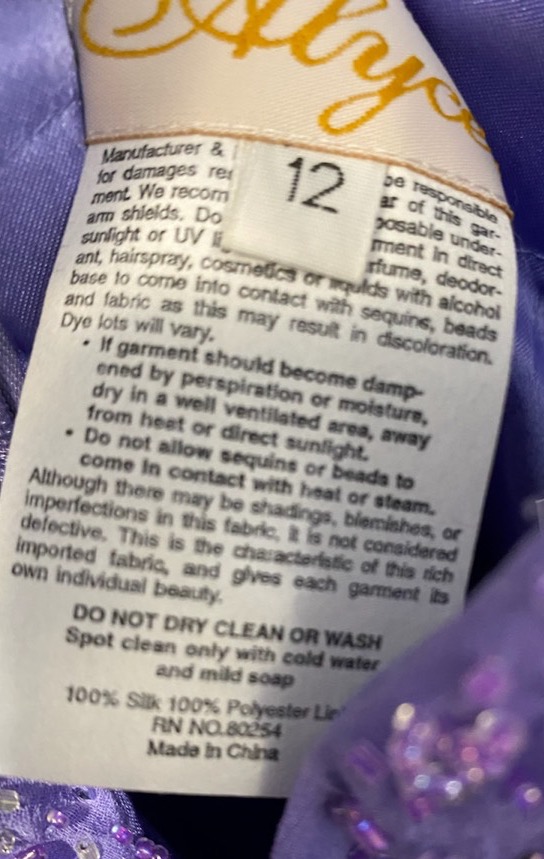 Alyce
12
Manufacturer & be responsible
for damages res ar of this gar-
ment. We recom posable under-
arm shields. Do rment in direct
sunlight or UV li rfume, deodor-
ant, hairspray, cosmetics or liquids with alcohol
base to come into contact with sequins, beads
and fabric as this may result in discoloration.
Dye lots will vary.
• If garment should become damp-
ened by perspiration or moisture,
dry in a well ventilated area, away
from heat or direct sunlight.
• Do not allow sequins or beads to
come in contact with heat or steam.
Although there may be shadings, blemishes, or
imperfections in this fabric, it is not considered
defective. This is the characteristic of this rich
imported fabric, and gives each garment its
own individual beauty.
DO NOT DRY CLEAN OR WASH
Spot clean only with cold water
and mild soap
100% Silk 100% Polyester Lin
RN NO.80254
Made In China